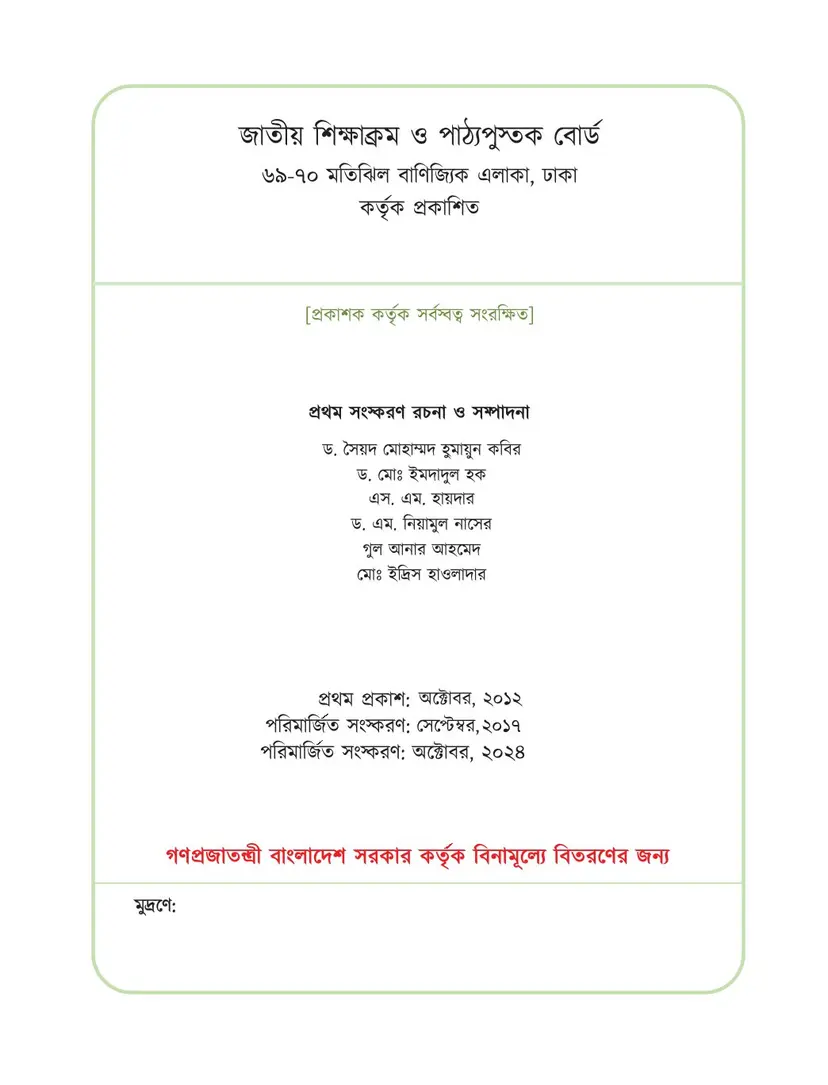 জাতীয় শিক্ষাক্রম ও পাঠ্যপুস্তক বোর্ড
৬৯-৭০ মতিঝিল বাণিজ্যিক এলাকা, ঢাকা
কর্তৃক প্রকাশিত
[প্রকাশক কর্তৃক সর্বস্বত্ব সংরক্ষিত]
প্রথম সংস্করণ রচনা ও সম্পাদনা
ড. সৈয়দ মোহাম্মদ হুমায়ুন কবির
ড. মোঃ ইমদাদুল হক
এস. এম. হায়দার
ড. এম. নিয়ামুল নাসের
গুল আনার আহমেদ
মোঃ ইদ্রিস হাওলাদার
প্রথম প্রকাশ: অক্টোবর, ২০১২
পরিমার্জিত সংস্করণ: সেপ্টেম্বর,২০১৭
পরিমার্জিত সংস্করণ: অক্টোবর, ২০২৪
গণপ্রজাতন্ত্রী বাংলাদেশ সরকার কর্তৃক বিনামূল্যে বিতরণের জন্য
মুদ্রণে: